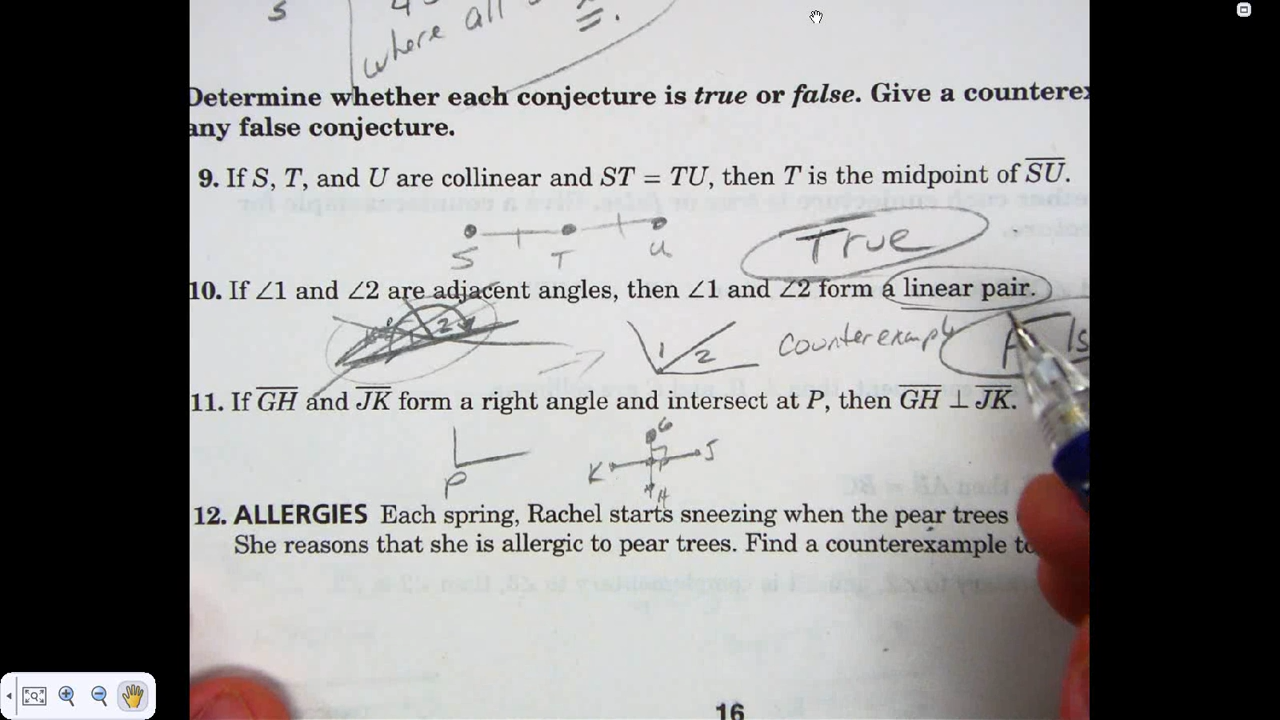 s
where all
Determine whether each conjecture is true or false. Give a counterex
any false conjecture.
9. If S, T, and U are collinear and ST = TU, then T is the midpoint of SU.
True
S T U
10. If ∠1 and ∠2 are adjacent angles, then ∠1 and ∠2 form a linear pair.
2
1 2 Counterexample
11. If GH and JK form a right angle and intersect at P, then GH ⊥ JK.
G
K P J
P H
12. ALLERGIES Each spring, Rachel starts sneezing when the pear trees
She reasons that she is allergic to pear trees. Find a counterexample to
16